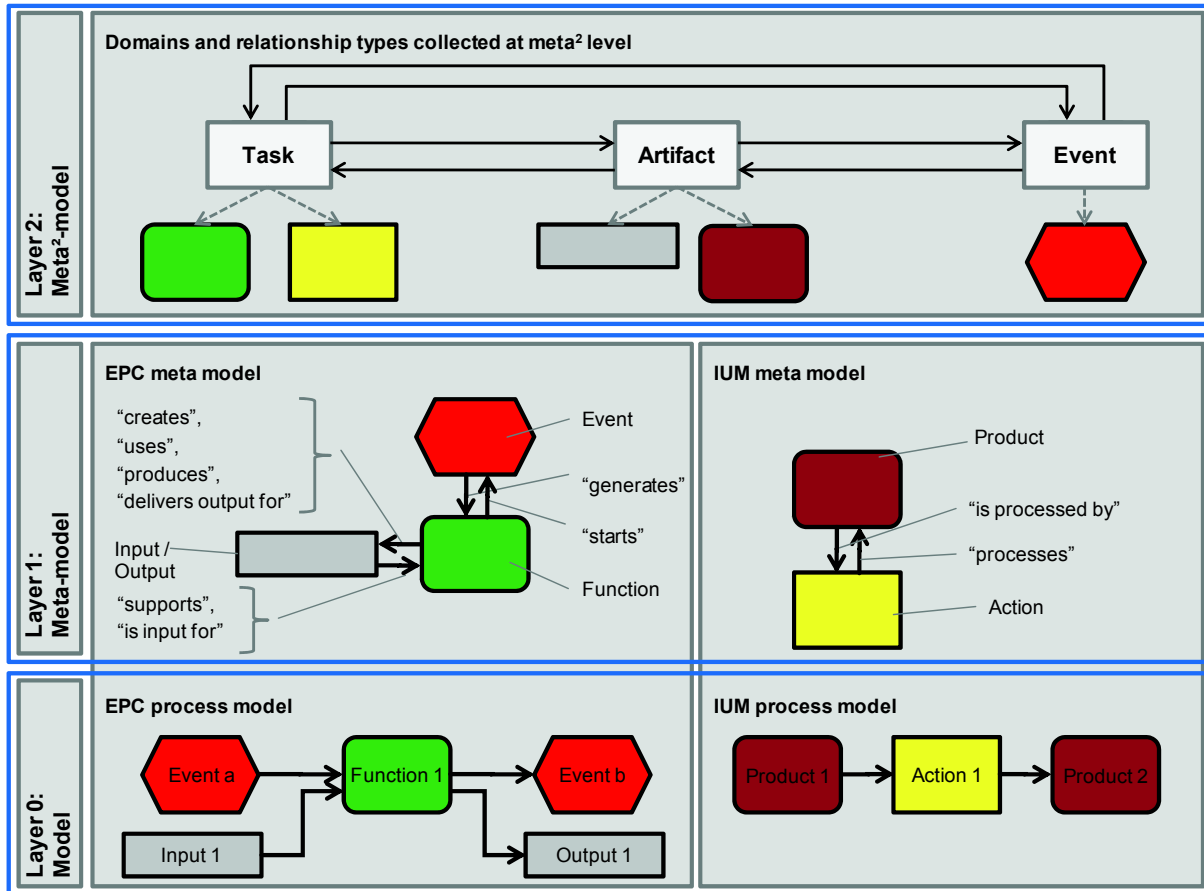 Layer 2:
Meta²-model
Domains and relationship types collected at meta² level
Task
Artifact
Event
Layer 1:
Meta-model
EPC meta model
“creates”,
“uses”,
“produces”,
“delivers output for”
Event
“generates”
“starts”
Input /
Output
Function
“supports”,
“is input for”
IUM meta model
Product
“is processed by”
“processes”
Action
Layer 0:
Model
EPC process model
Event a
Function 1
Event b
Input 1
Output 1
IUM process model
Product 1
Action 1
Product 2